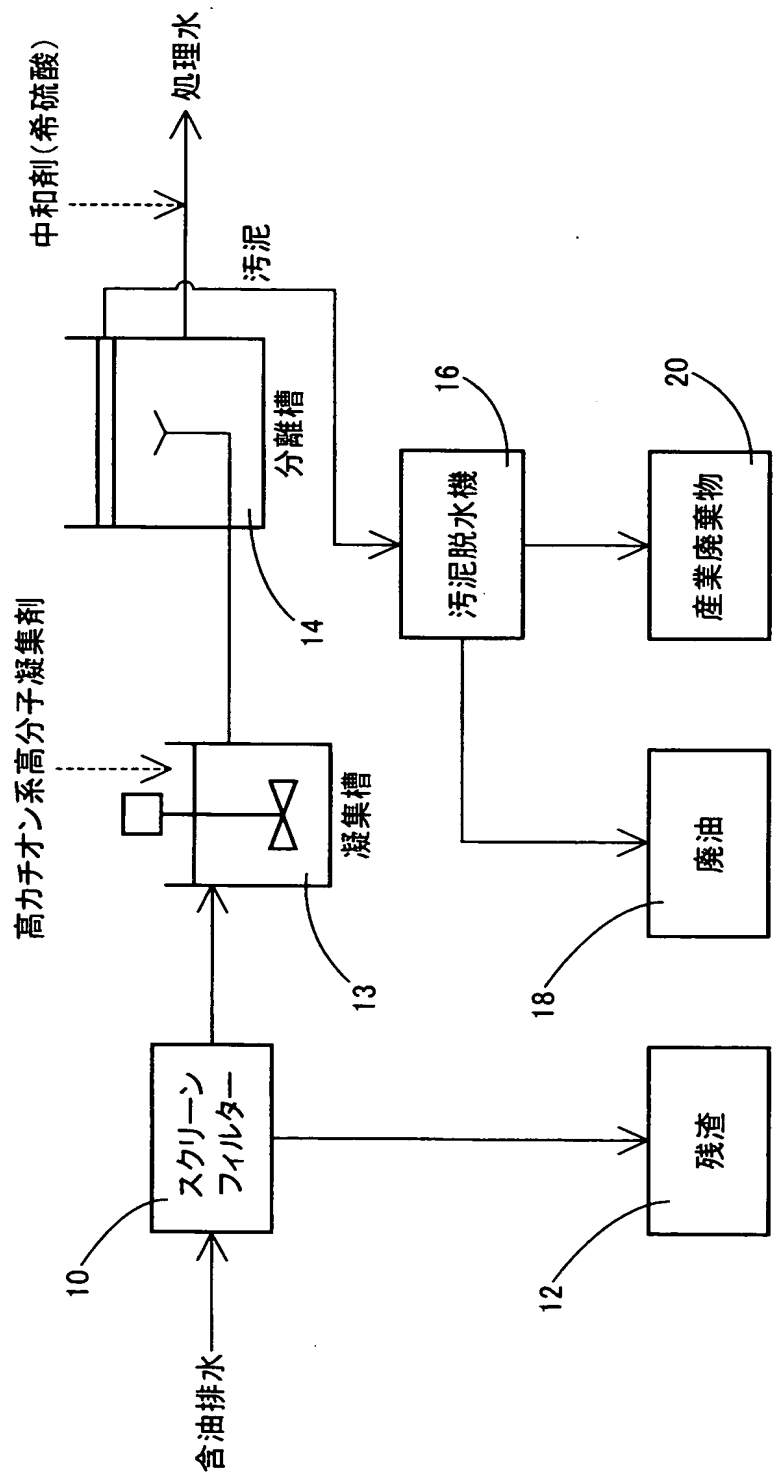 含油排水
10
スクリーン
フィルター
12
残渣
高カチオン系高分子凝集剤
凝集槽
13
14
分離槽
中和剤(希硫酸)
処理水
汚泥
16
汚泥脱水機
18
廃油
20
産業廃棄物